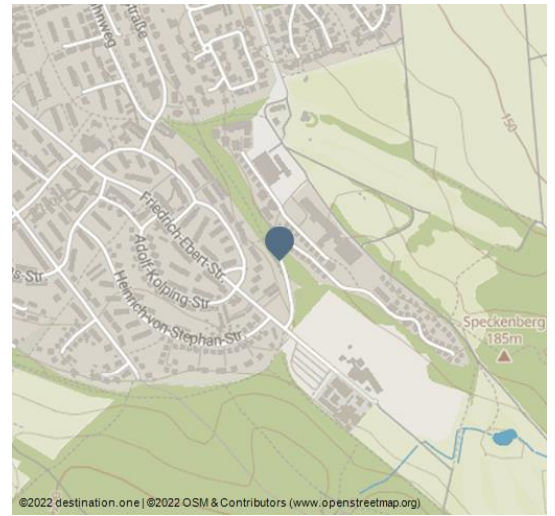 straße
150
Friedrich-Ebert-Str.
Adolf-Kolping-Str.
Heinrich-von-Stephan-Str.
Speckenberg
185m
©2022 destination.one | ©2022 OSM & Contributors (www.openstreetmap.org)